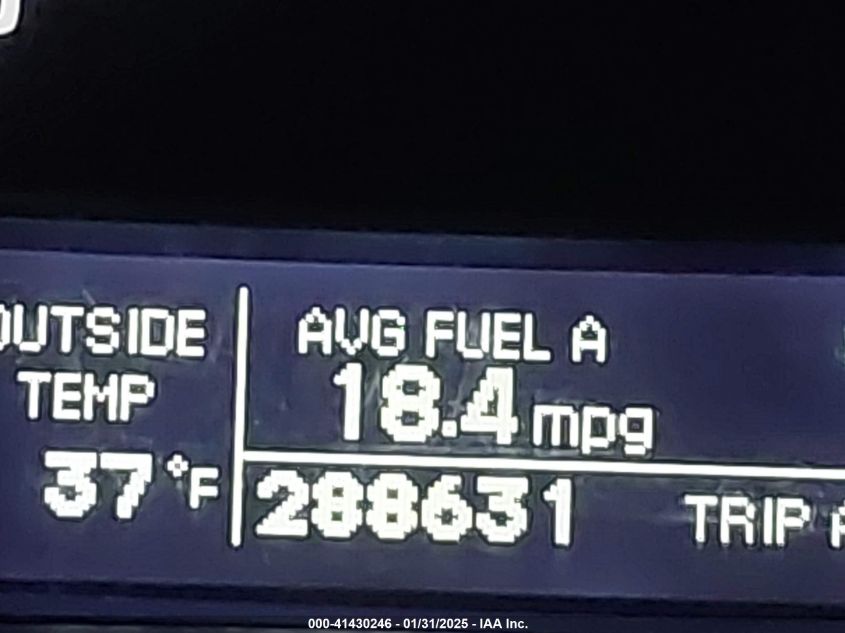 OUTSIDE
TEMP
37°F
AVG FUEL A
18.4 mpg
288631
TRIP A
000-41430246 - 01/31/2025 - IAA Inc.